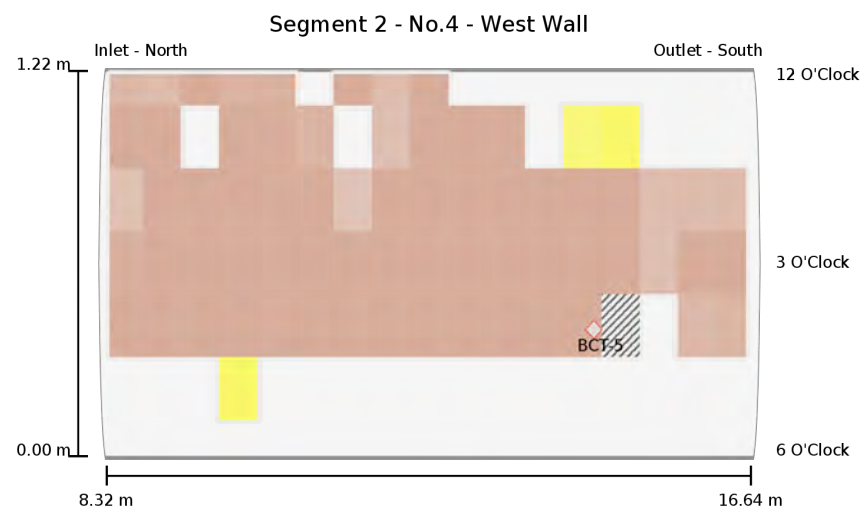 Segment 2 - No.4 - West Wall
Inlet - North
Outlet - South
1.22 m
12 O'Clock
3 O'Clock
BCT-5
0.00 m
6 O'Clock
8.32 m
16.64 m